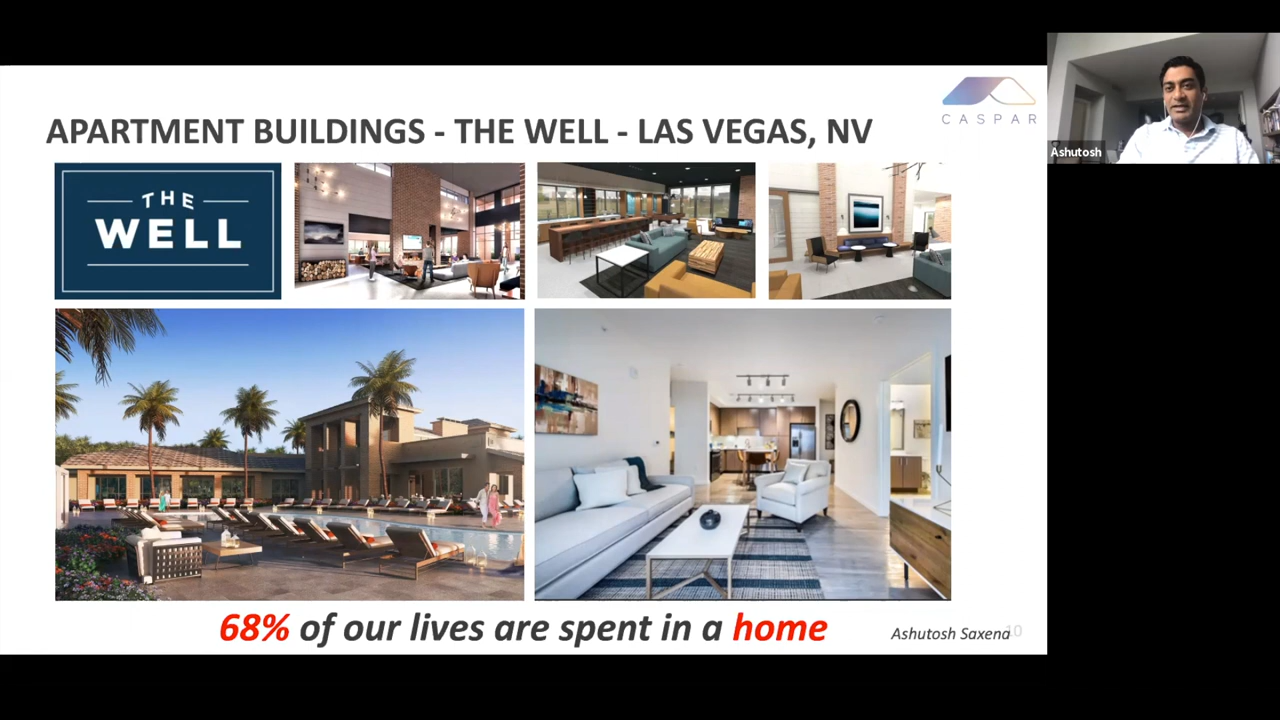 CASPAR
APARTMENT BUILDINGS - THE WELL - LAS VEGAS, NV
Ashutosh
THE
WELL
68% of our lives are spent in a home
Ashutosh Saxena
10